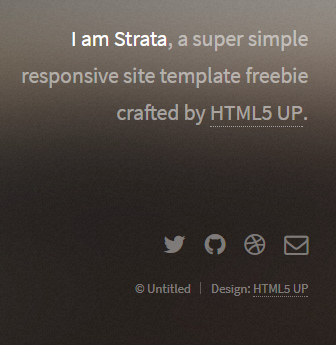 I am Strata, a super simple
responsive site template freebie
crafted by HTML5 UP.
© Untitled | Design: HTML5 UP